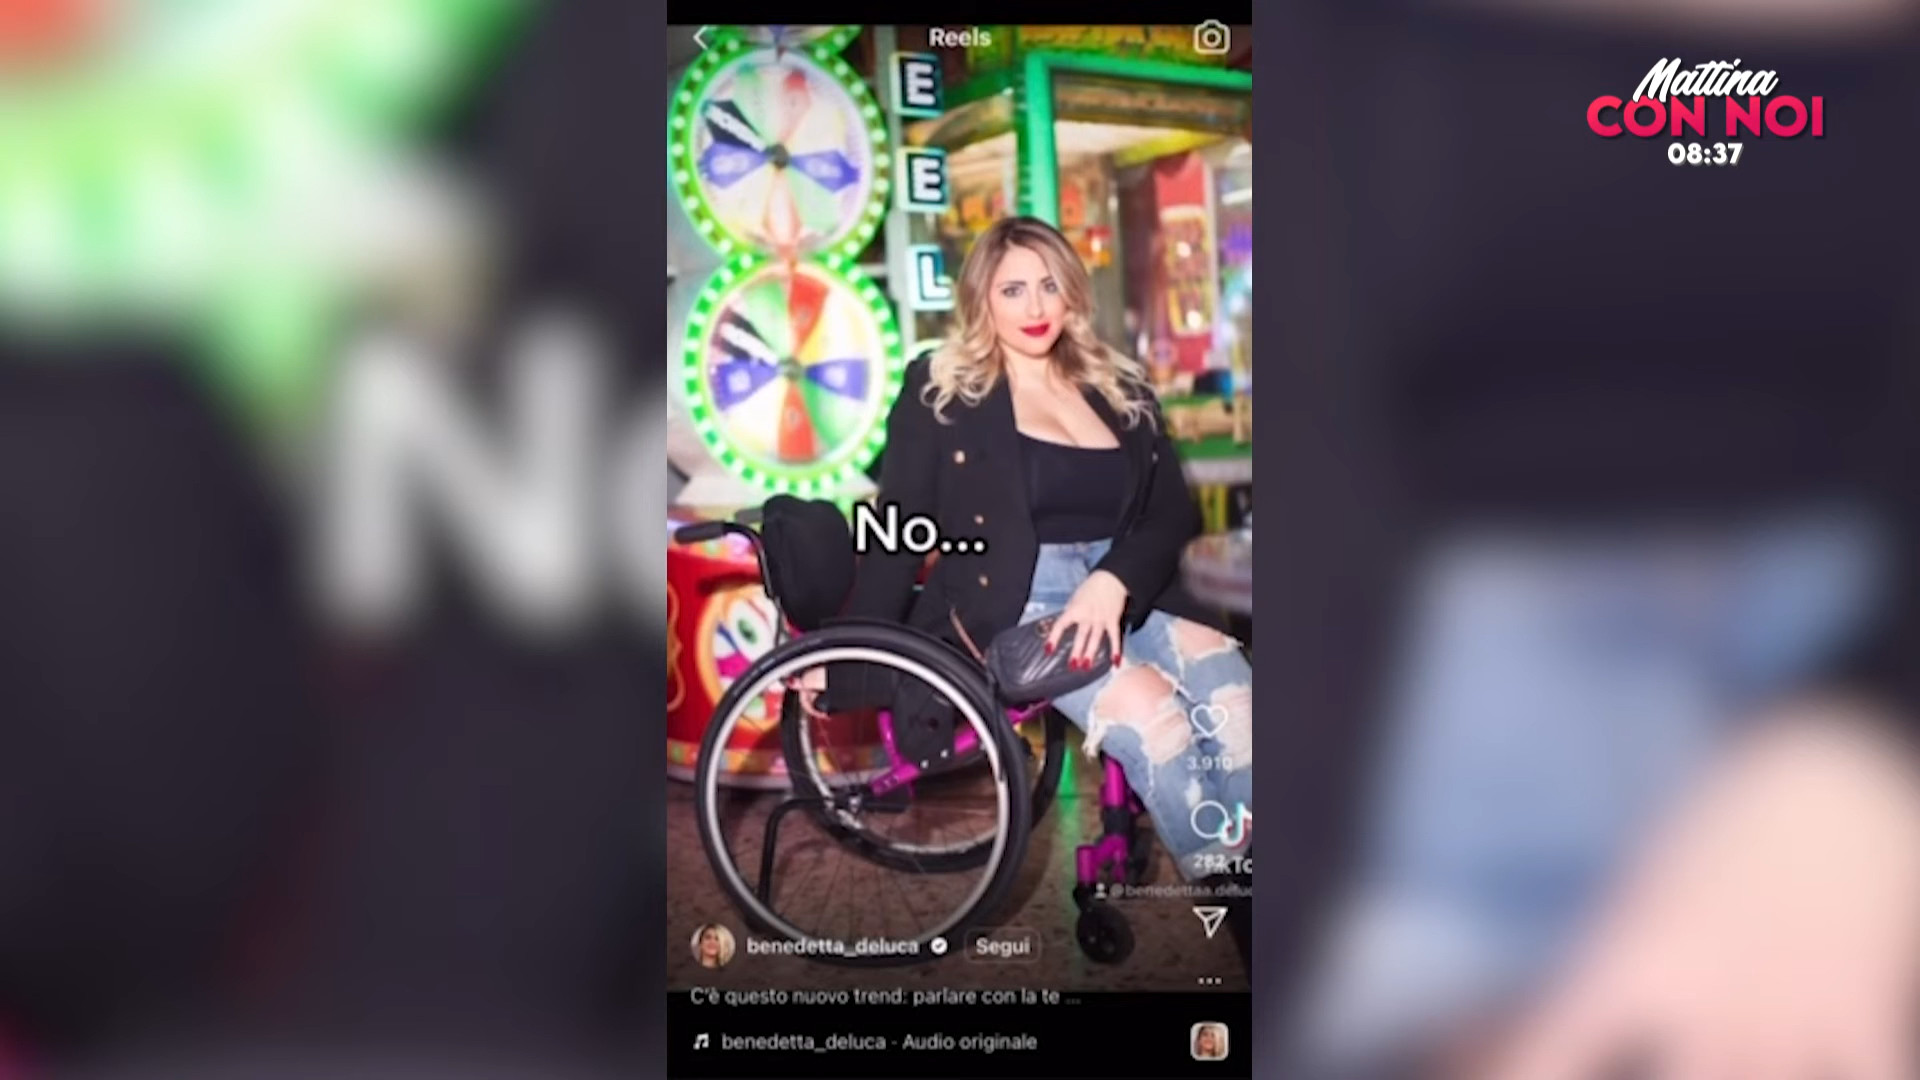 Reels
Mattina
CON NOI
08:37
E
E
L
No...
3.910
282
benedetta_deluca
Segui
C'è questo nuovo trend: parlare con la te ...
benedetta_deluca - Audio originale